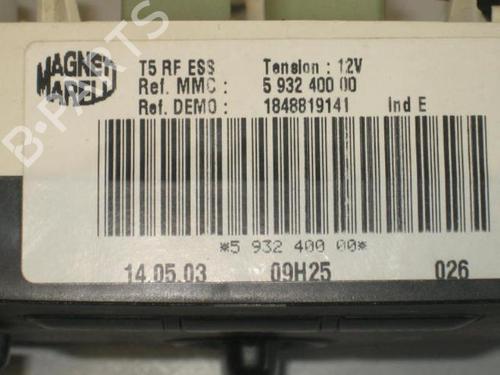 MAGNETI T5 RF ESS Tension : 12V
MARELLI Ref. MMC : 5 932 400 00
Ref. DEMO : 1848819141 Ind E
*5 932 400 00*
14.05.03 09H25 026